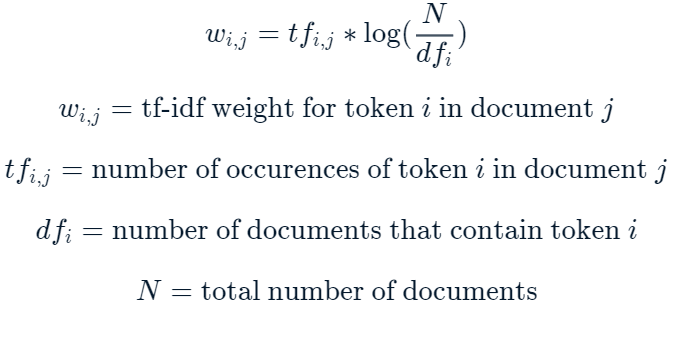 w_{i,j} = tf_{i,j} * log(\frac{N}{df_i})
w_{i,j} = tf-idf weight for token i in document j
tf_{i,j} = number of occurences of token i in document j
df_i = number of documents that contain token i
N = total number of documents